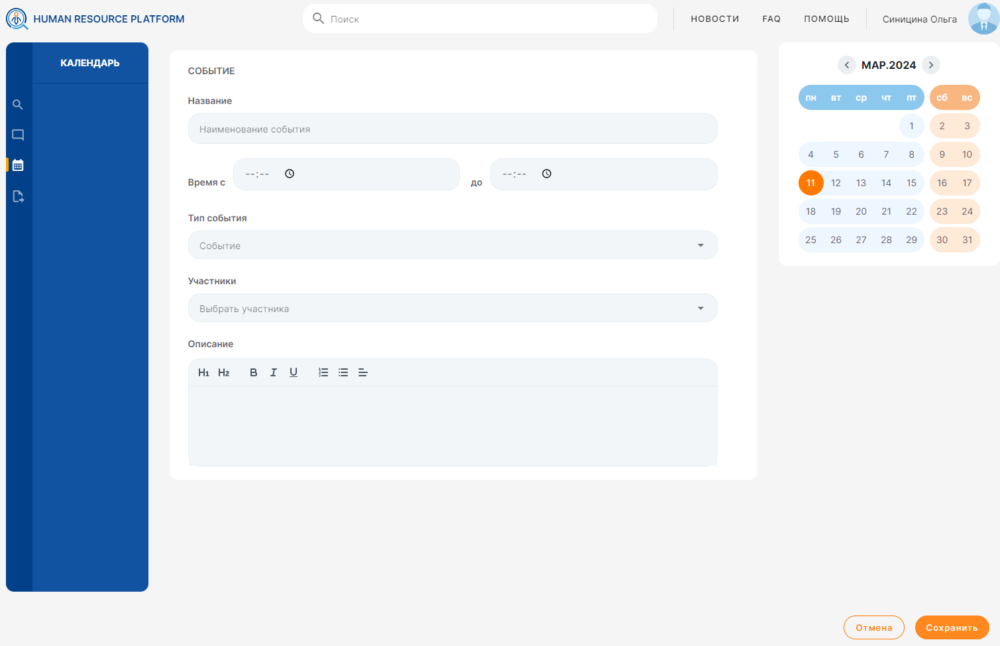 HUMAN RESOURCE PLATFORM
Поиск
НОВОСТИ
FAQ
ПОМОЩЬ
Синицина Ольга
КАЛЕНДАРЬ
СОБЫТИЕ
Название
Наименование события
Время с --:-- до --:--
Тип события
Событие
Участники
Выбрать участника
Описание
H1 H2 B I U
МАР.2024
пн вт ср чт пт сб вс
1 2 3
4 5 6 7 8 9 10
11 12 13 14 15 16 17
18 19 20 21 22 23 24
25 26 27 28 29 30 31
Отмена
Сохранить